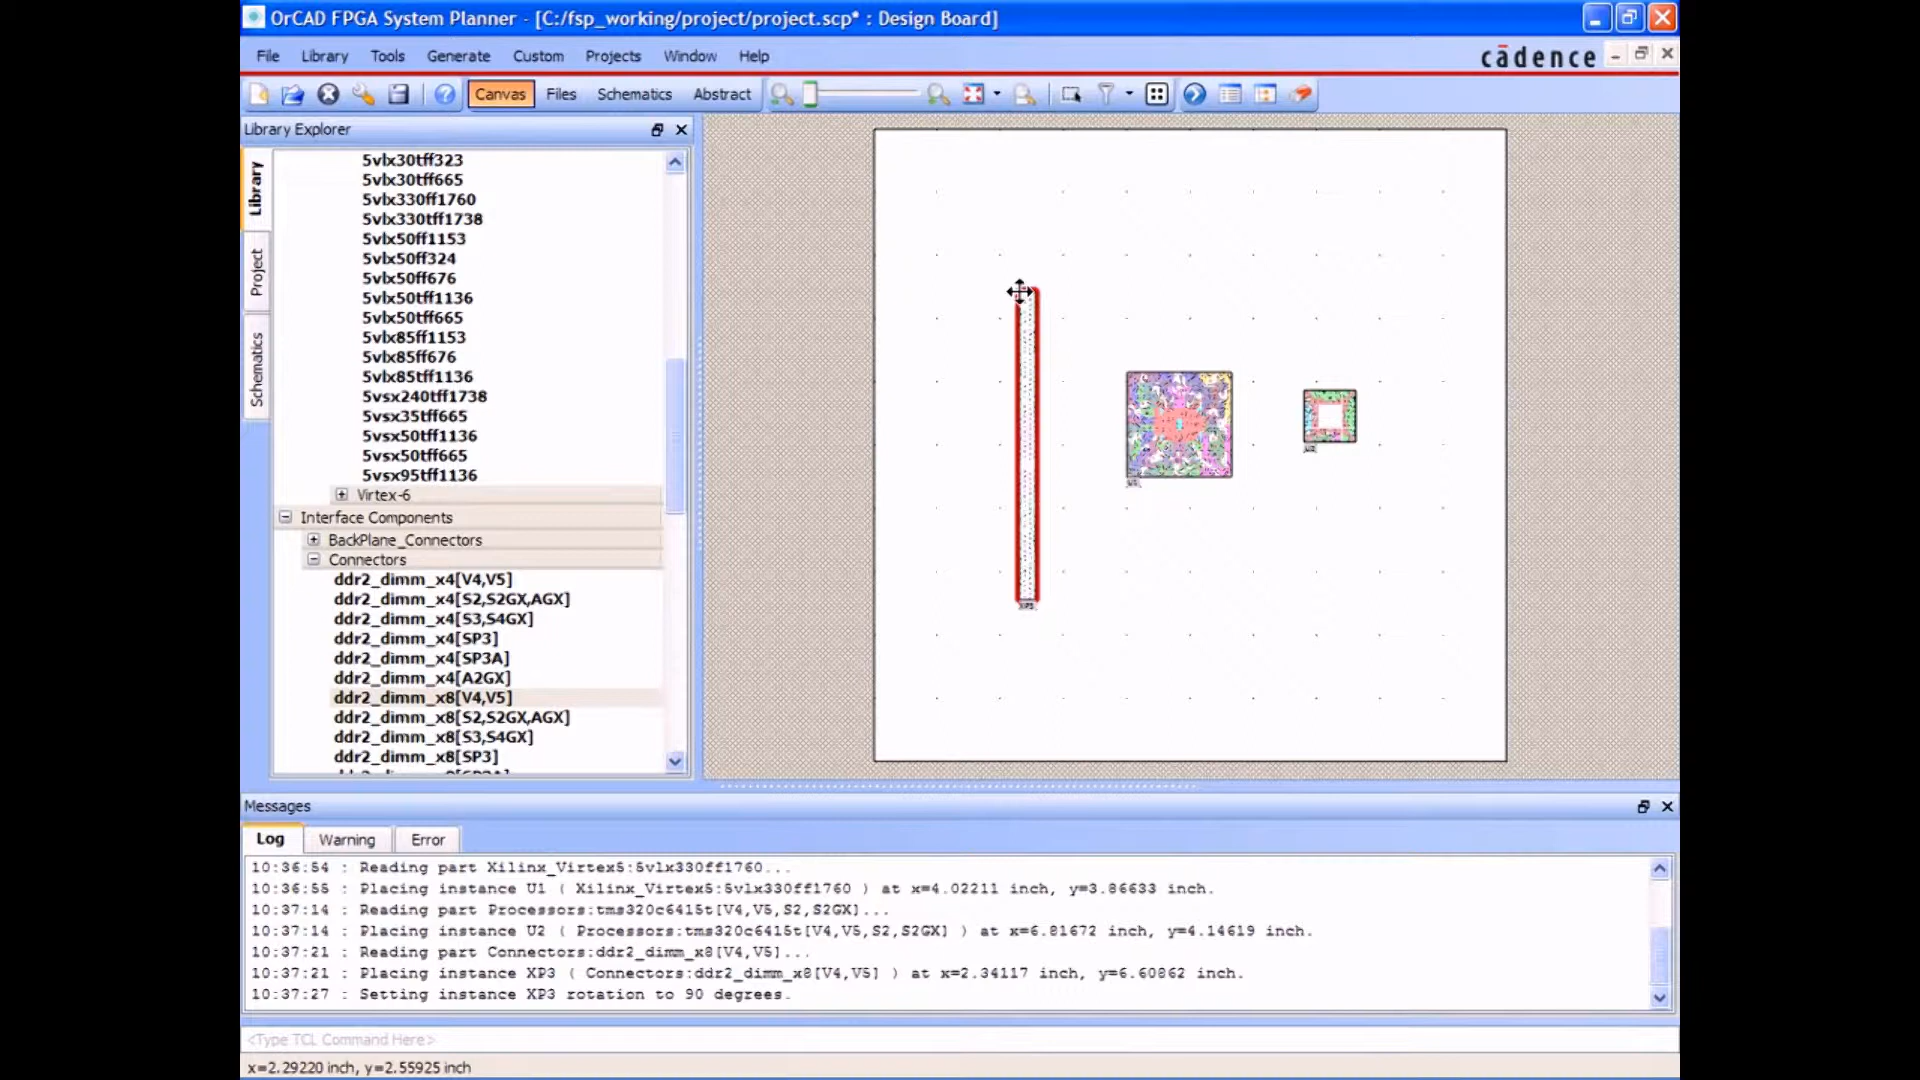 OrCAD FPGA System Planner - [C:/fsp_working/project/project.scp* : Design Board]
File Library Tools Generate Custom Projects Window Help
cādence
Canvas Files Schematics Abstract
Library Explorer
Library
Project
Schematics
5vlx30tff323
5vlx30tff665
5vlx330ff1760
5vlx330tff1738
5vlx50ff1153
5vlx50ff324
5vlx50ff676
5vlx50tff1136
5vlx50tff665
5vlx85ff1153
5vlx85ff676
5vlx85tff1136
5vsx240tff1738
5vsx35tff665
5vsx50tff1136
5vsx50tff665
5vsx95tff1136
Virtex-6
Interface Components
BackPlane_Connectors
Connectors
ddr2_dimm_x4[V4,V5]
ddr2_dimm_x4[S2,S2GX,AGX]
ddr2_dimm_x4[S3,S4GX]
ddr2_dimm_x4[SP3]
ddr2_dimm_x4[SP3A]
ddr2_dimm_x4[A2GX]
ddr2_dimm_x8[V4,V5]
ddr2_dimm_x8[S2,S2GX,AGX]
ddr2_dimm_x8[S3,S4GX]
ddr2_dimm_x8[SP3]
XP3
U1
U2
Messages
Log Warning Error
10:36:54 : Reading part Xilinx_Virtex5:5vlx330ff1760...
10:36:55 : Placing instance U1 ( Xilinx_Virtex5:5vlx330ff1760 ) at x=4.02211 inch, y=3.86633 inch.
10:37:14 : Reading part Processors:tms320c6415t[V4,V5,S2,S2GX]...
10:37:14 : Placing instance U2 ( Processors:tms320c6415t[V4,V5,S2,S2GX] ) at x=6.81672 inch, y=4.14619 inch.
10:37:21 : Reading part Connectors:ddr2_dimm_x8[V4,V5]...
10:37:21 : Placing instance XP3 ( Connectors:ddr2_dimm_x8[V4,V5] ) at x=2.34117 inch, y=6.60862 inch.
10:37:27 : Setting instance XP3 rotation to 90 degrees.
<Type TCL Command Here>
x=2.29220 inch, y=2.55925 inch